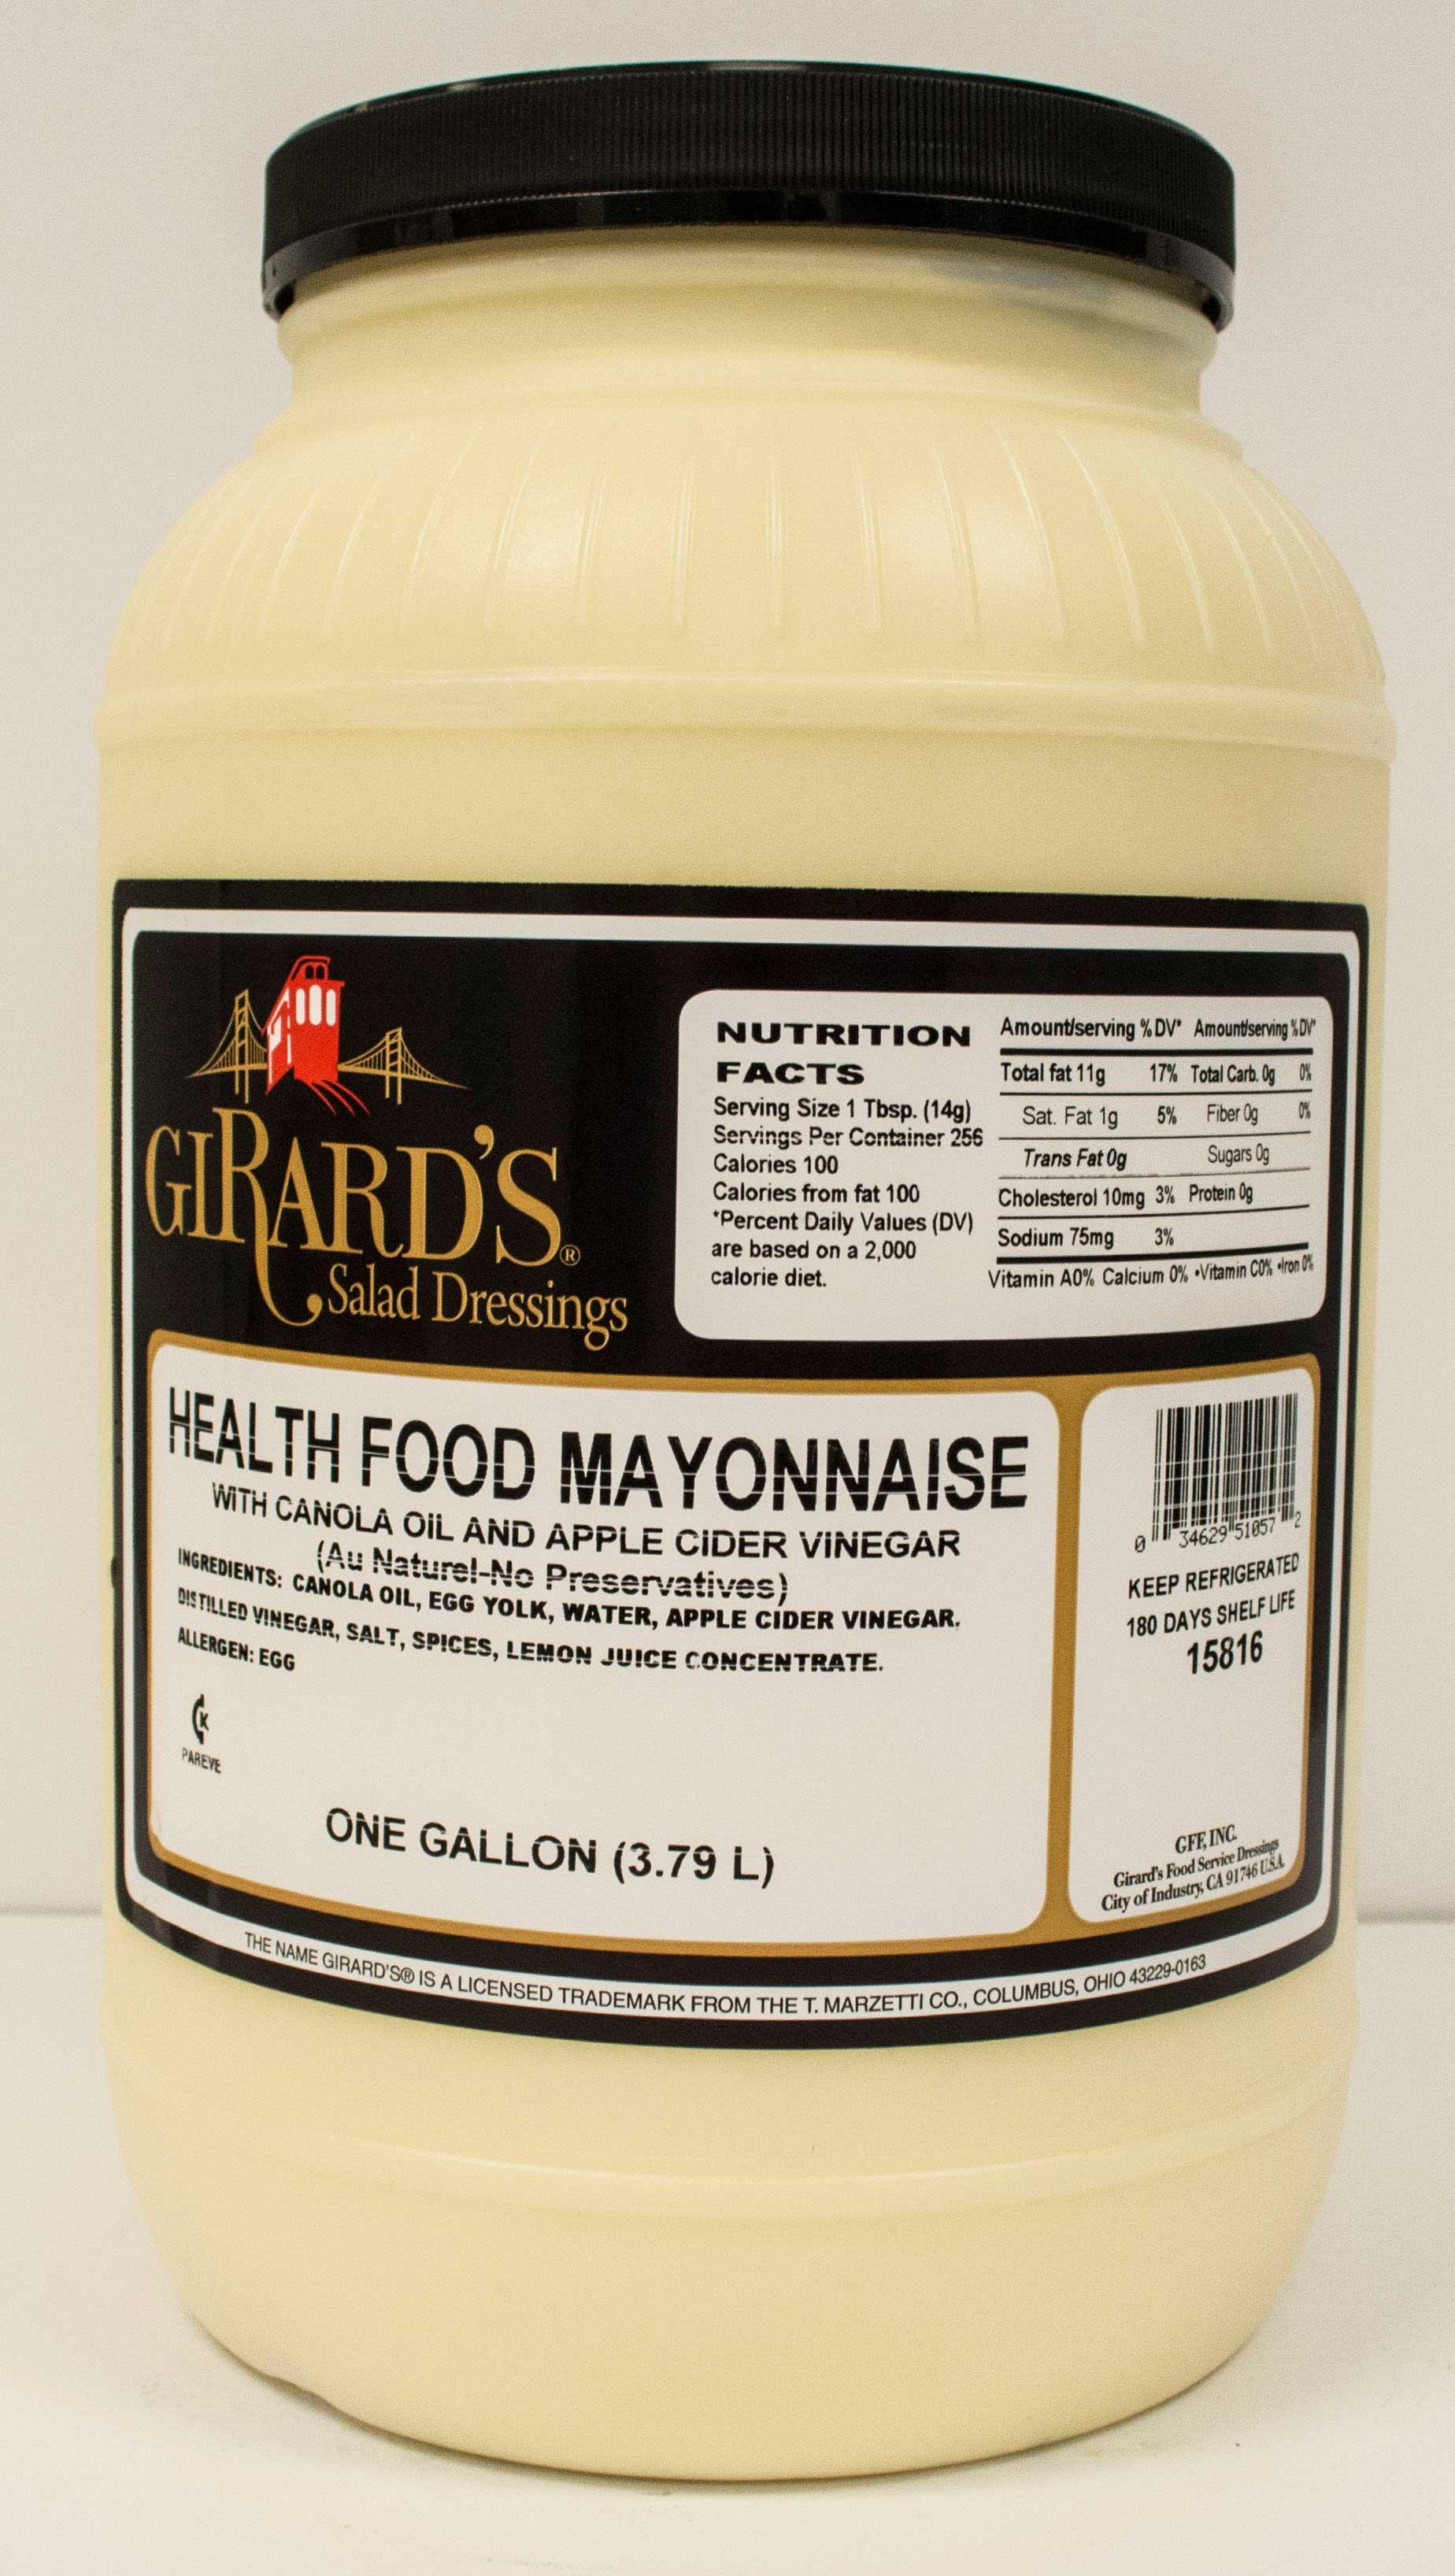 GIRARD'S®
Salad Dressings
NUTRITION
FACTS
Serving Size 1 Tbsp. (14g)
Servings Per Container 256
Calories 100
Calories from fat 100
*Percent Daily Values (DV)
are based on a 2,000
calorie diet.
Amount/serving %DV* Amount/serving %DV*
Total fat 11g 17% Total Carb. 0g 0%
Sat. Fat 1g 5% Fiber 0g 0%
Trans Fat 0g Sugars 0g
Cholesterol 10mg 3% Protein 0g
Sodium 75mg 3%
Vitamin A0% Calcium 0% •Vitamin C0% •Iron 0%
HEALTH FOOD MAYONNAISE
WITH CANOLA OIL AND APPLE CIDER VINEGAR
(Au Naturel-No Preservatives)
INGREDIENTS: CANOLA OIL, EGG YOLK, WATER, APPLE CIDER VINEGAR.
DISTILLED VINEGAR, SALT, SPICES, LEMON JUICE CONCENTRATE.
ALLERGEN: EGG
K
PAREVE
ONE GALLON (3.79 L)
0 34629 51057 2
KEEP REFRIGERATED
180 DAYS SHELF LIFE
15816
GFF, INC.
Girard's Food Service Dressings
City of Industry, CA 91746 U.S.A.
THE NAME GIRARD'S® IS A LICENSED TRADEMARK FROM THE T. MARZETTI CO., COLUMBUS, OHIO 43229-0163